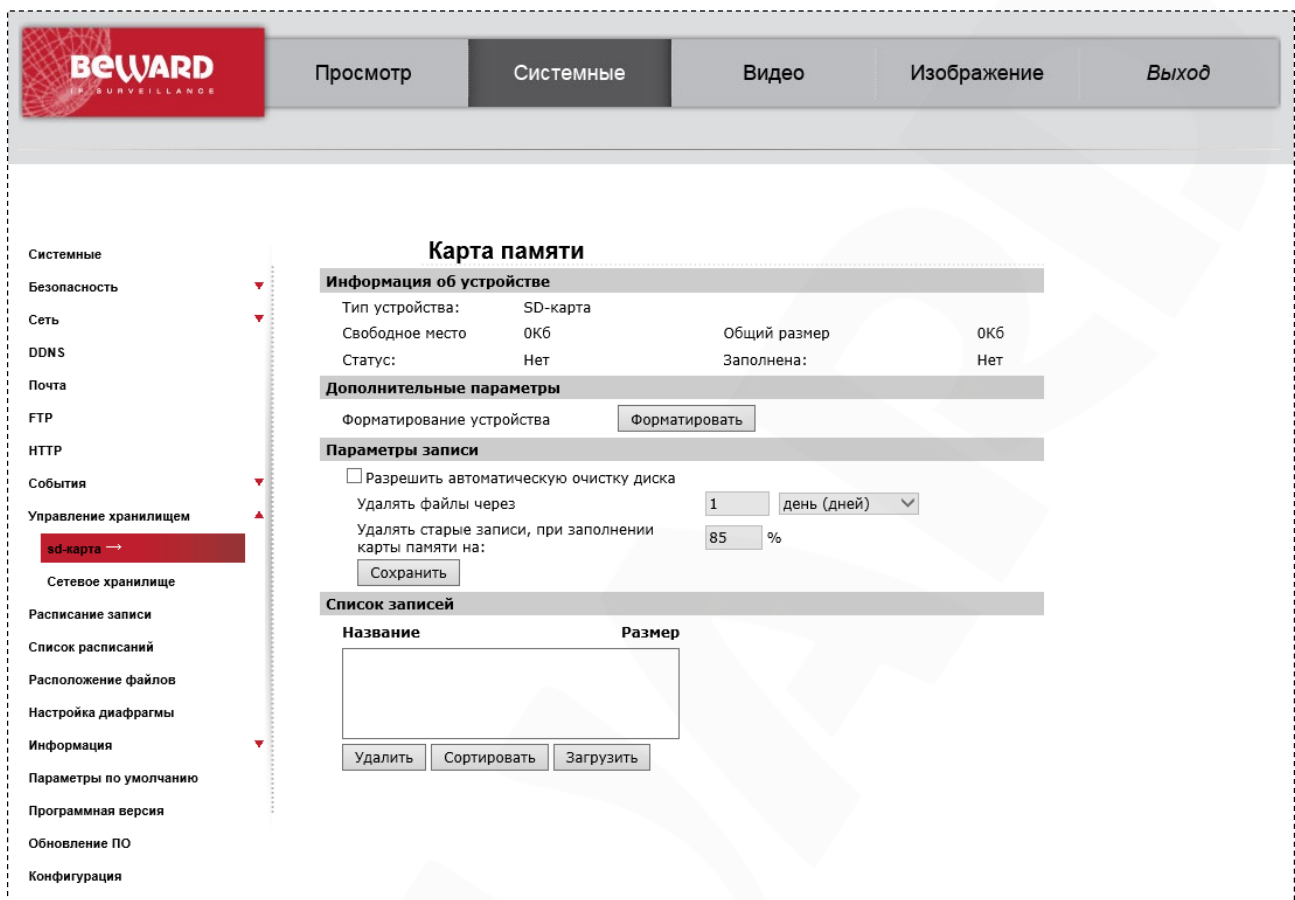 BEWARD
IP SURVEILLANCE
Просмотр Системные Видео Изображение Выход
Карта памяти
Системные
Безопасность
Сеть
DDNS
Почта
FTP
HTTP
События
Управление хранилищем
sd-карта →
Сетевое хранилище
Расписание записи
Список расписаний
Расположение файлов
Настройка диафрагмы
Информация
Параметры по умолчанию
Программная версия
Обновление ПО
Конфигурация
Информация об устройстве
Тип устройства: SD-карта
Свободное место 0Кб Общий размер 0Кб
Статус: Нет Заполнена: Нет
Дополнительные параметры
Форматирование устройства Форматировать
Параметры записи
Разрешить автоматическую очистку диска
Удалять файлы через 1 день (дней)
Удалять старые записи, при заполнении
карты памяти на: 85 %
Сохранить
Список записей
Название Размер
Удалить Сортировать Загрузить